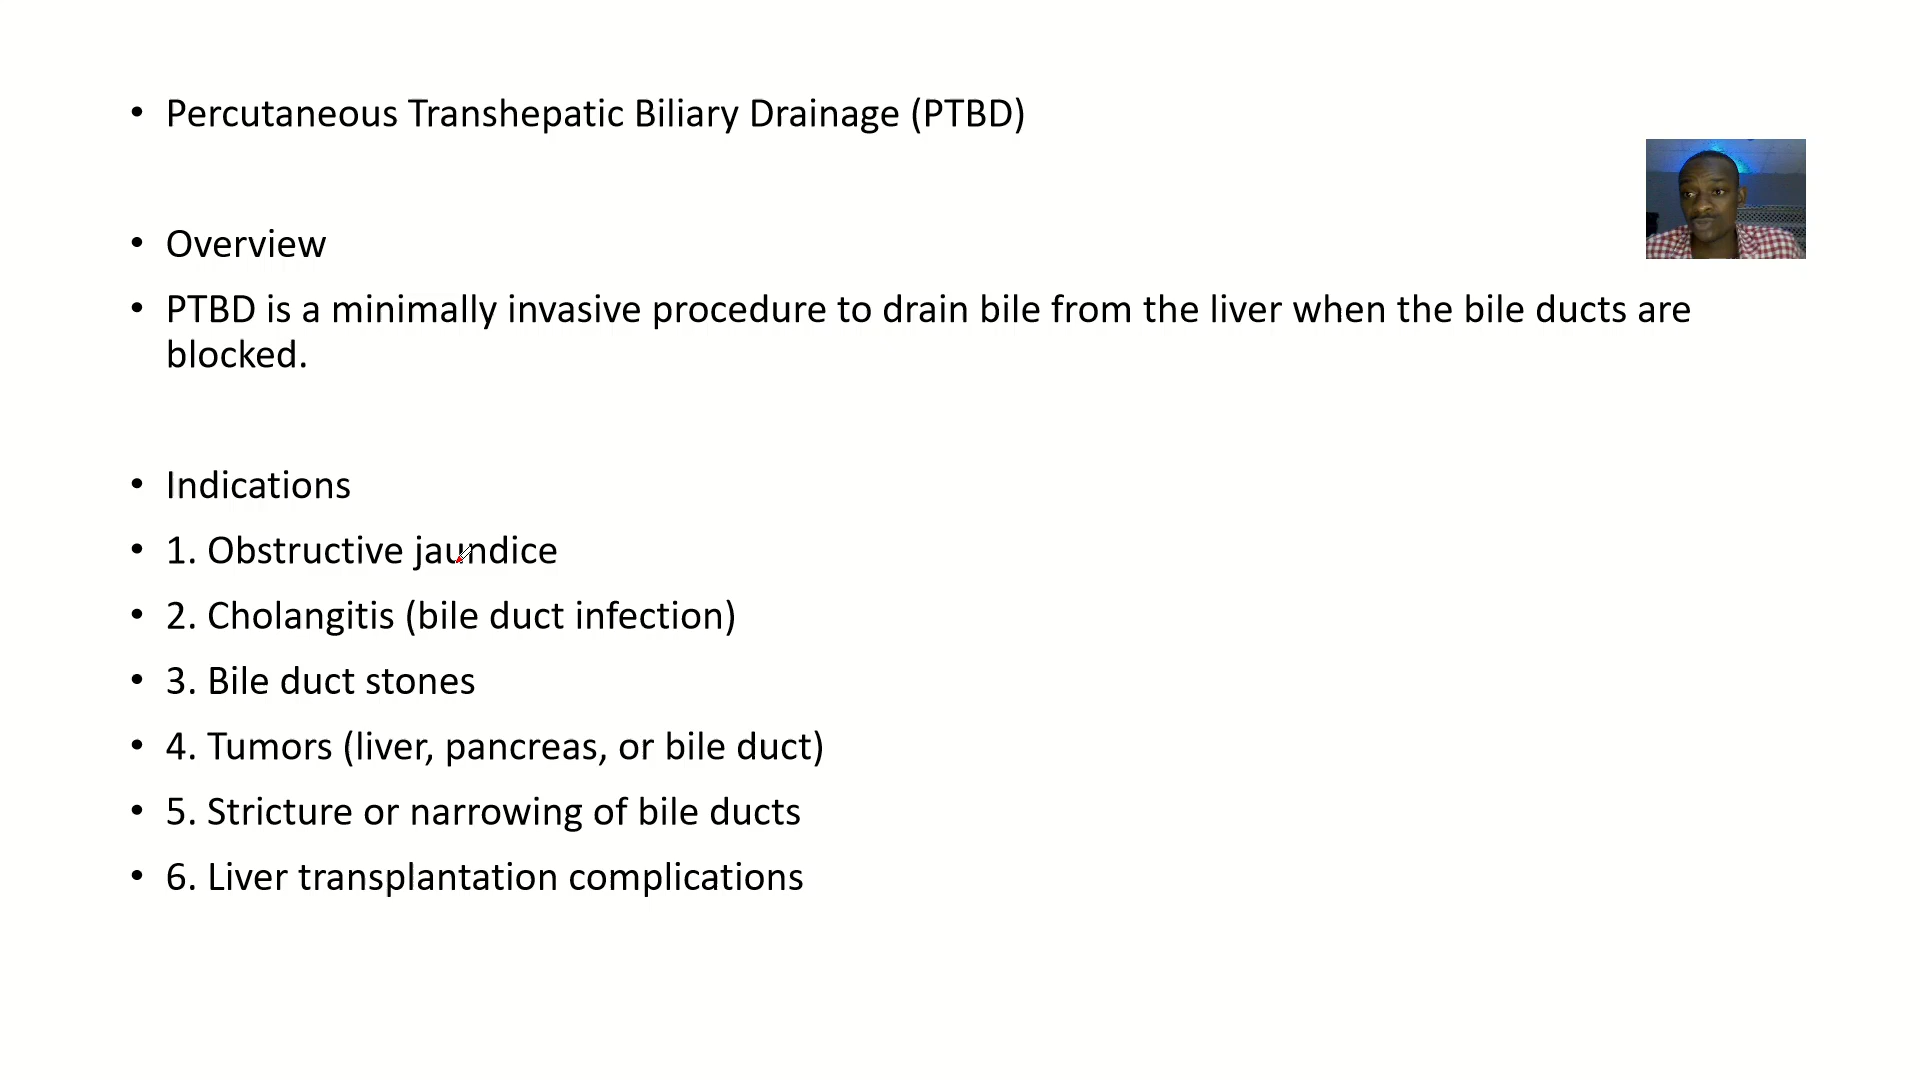 • Percutaneous Transhepatic Biliary Drainage (PTBD)
• Overview
• PTBD is a minimally invasive procedure to drain bile from the liver when the bile ducts are
blocked.
• Indications
• 1. Obstructive jaundice
• 2. Cholangitis (bile duct infection)
• 3. Bile duct stones
• 4. Tumors (liver, pancreas, or bile duct)
• 5. Stricture or narrowing of bile ducts
• 6. Liver transplantation complications